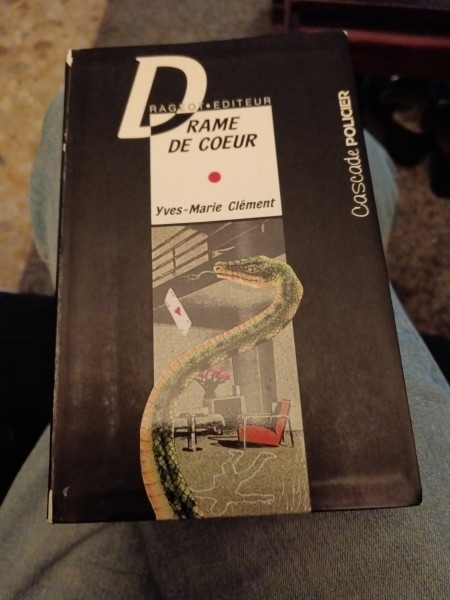 RAGEOT•EDITEUR
DRAME
DE COEUR
Yves-Marie Clément
Cascade POLICIER